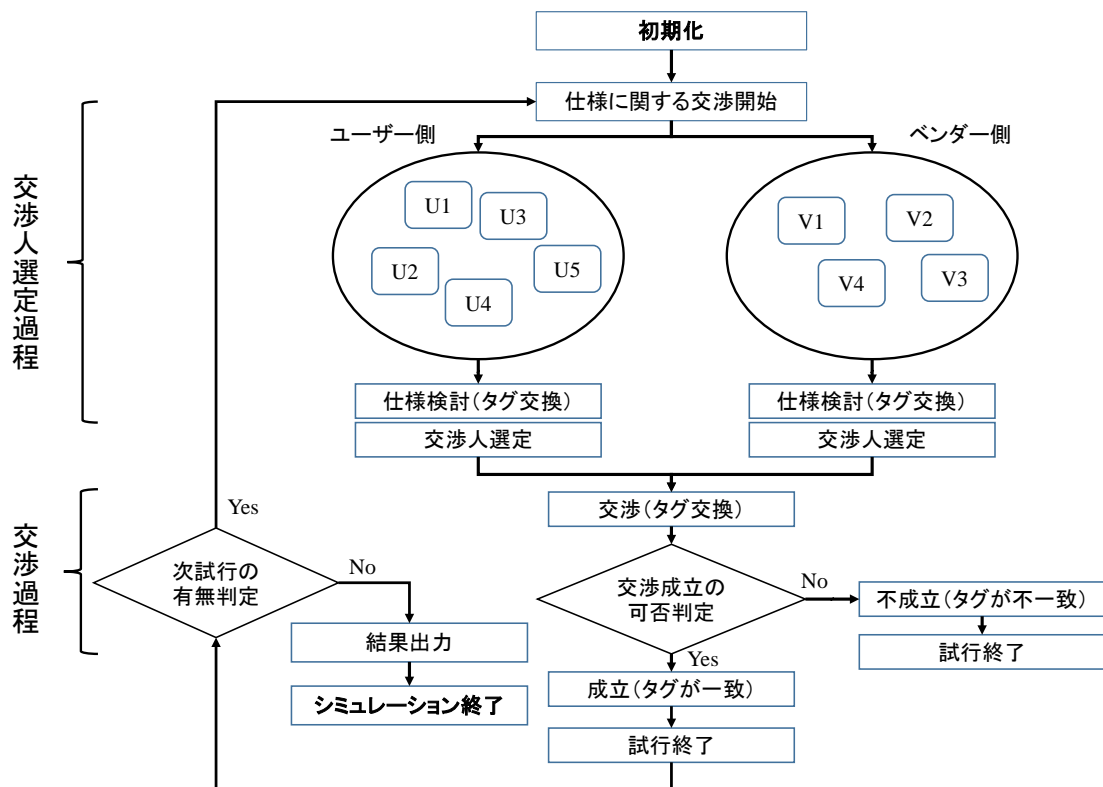 初期化
仕様に関する交渉開始
ユーザー側
ベンダー側
交渉人選定過程
U1
U3
U2
U4
U5
V1
V2
V4
V3
仕様検討(タグ交換)
交渉人選定
仕様検討(タグ交換)
交渉人選定
交渉過程
交渉(タグ交換)
Yes
次試行の
有無判定
No
結果出力
シミュレーション終了
交渉成立の
可否判定
No
不成立(タグが不一致)
試行終了
Yes
成立(タグが一致)
試行終了